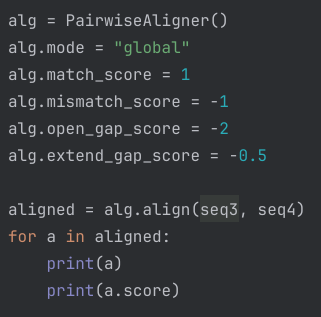 alg = PairwiseAligner()
alg.mode = "global"
alg.match_score = 1
alg.mismatch_score = -1
alg.open_gap_score = -2
alg.extend_gap_score = -0.5

aligned = alg.align(seq3, seq4)
for a in aligned:
    print(a)
    print(a.score)